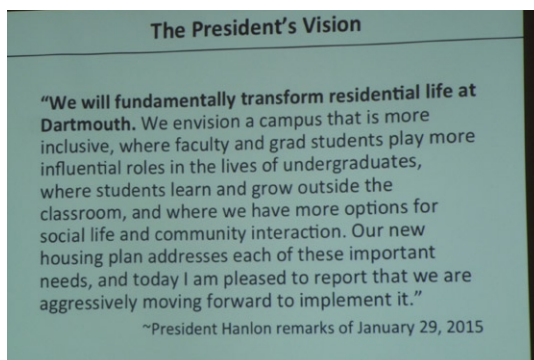 The President's Vision
“We will fundamentally transform residential life at
Dartmouth. We envision a campus that is more
inclusive, where faculty and grad students play more
influential roles in the lives of undergraduates,
where students learn and grow outside the
classroom, and where we have more options for
social life and community interaction. Our new
housing plan addresses each of these important
needs, and today I am pleased to report that we are
aggressively moving forward to implement it.”
~President Hanlon remarks of January 29, 2015